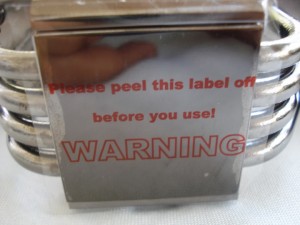 Please peel this label off
before you use!
WARNING